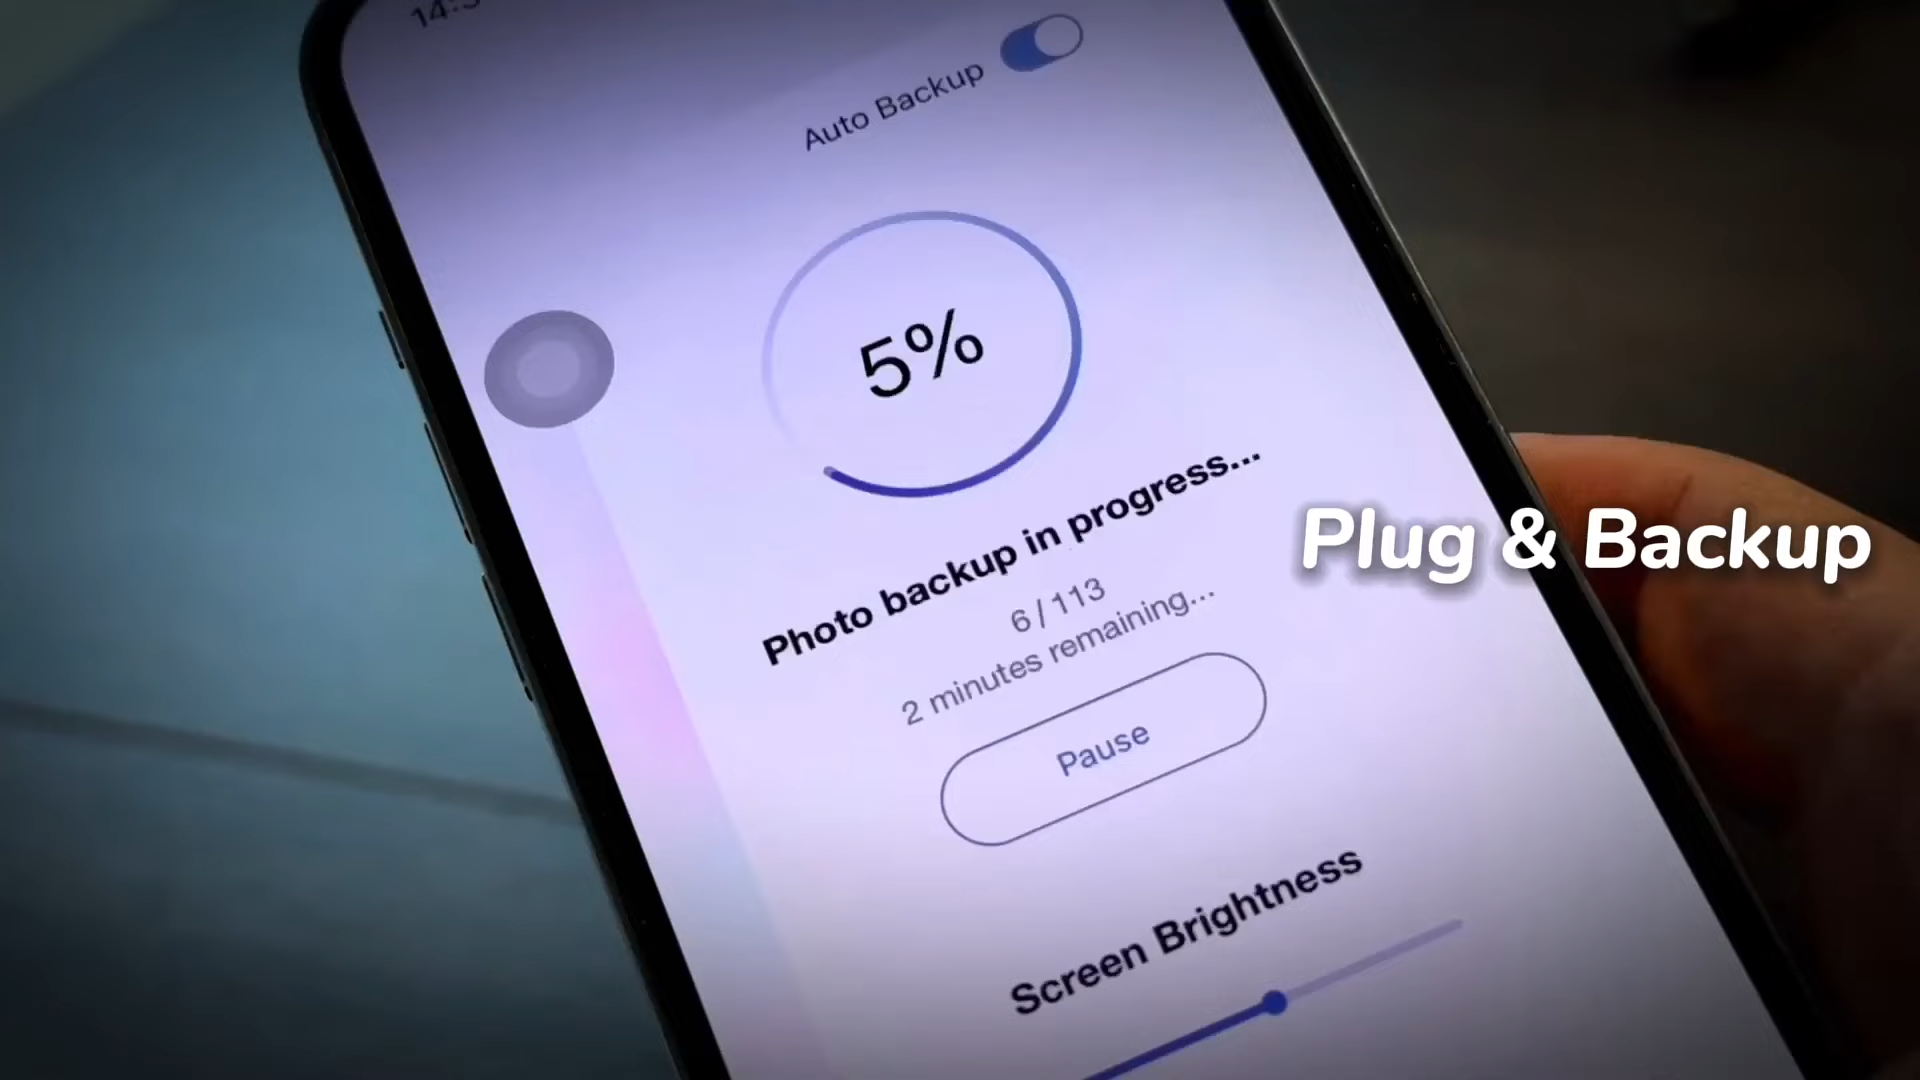 Auto Backup
5%
Photo backup in progress...
6 / 113
2 minutes remaining...
Pause
Screen Brightness
Plug & Backup